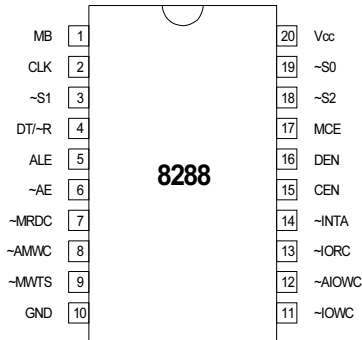 MB 1 20 Vcc
CLK 2 19 ~S0
~S1 3 18 ~S2
DT/~R 4 17 MCE
ALE 5 16 DEN
8288
~AE 6 15 CEN
~MRDC 7 14 ~INTA
~AMWC 8 13 ~IORC
~MWTS 9 12 ~AIOWC
GND 10 11 ~IOWC